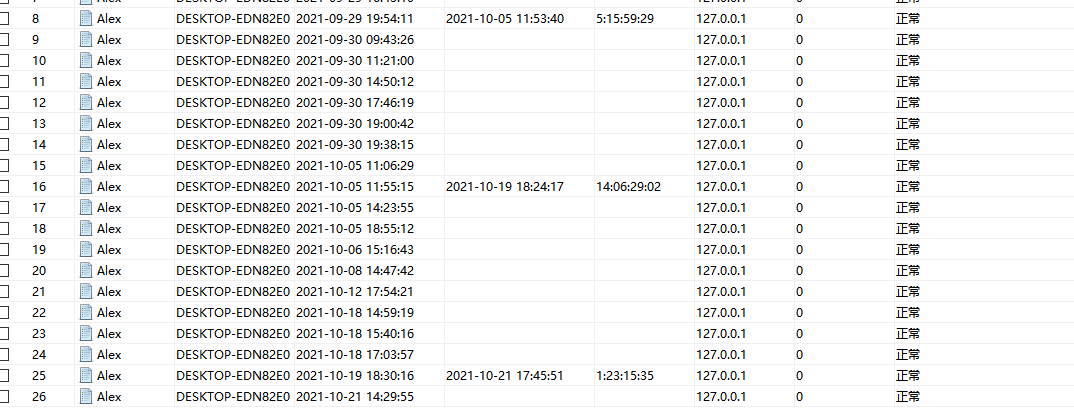 8 Alex DESKTOP-EDN82E0 2021-09-29 19:54:11 2021-10-05 11:53:40 5:15:59:29 127.0.0.1 0 正常
9 Alex DESKTOP-EDN82E0 2021-09-30 09:43:26 127.0.0.1 0 正常
10 Alex DESKTOP-EDN82E0 2021-09-30 11:21:00 127.0.0.1 0 正常
11 Alex DESKTOP-EDN82E0 2021-09-30 14:50:12 127.0.0.1 0 正常
12 Alex DESKTOP-EDN82E0 2021-09-30 17:46:19 127.0.0.1 0 正常
13 Alex DESKTOP-EDN82E0 2021-09-30 19:00:42 127.0.0.1 0 正常
14 Alex DESKTOP-EDN82E0 2021-09-30 19:38:15 127.0.0.1 0 正常
15 Alex DESKTOP-EDN82E0 2021-10-05 11:06:29 127.0.0.1 0 正常
16 Alex DESKTOP-EDN82E0 2021-10-05 11:55:15 2021-10-19 18:24:17 14:06:29:02 127.0.0.1 0 正常
17 Alex DESKTOP-EDN82E0 2021-10-05 14:23:55 127.0.0.1 0 正常
18 Alex DESKTOP-EDN82E0 2021-10-05 18:55:12 127.0.0.1 0 正常
19 Alex DESKTOP-EDN82E0 2021-10-06 15:16:43 127.0.0.1 0 正常
20 Alex DESKTOP-EDN82E0 2021-10-08 14:47:42 127.0.0.1 0 正常
21 Alex DESKTOP-EDN82E0 2021-10-12 17:54:21 127.0.0.1 0 正常
22 Alex DESKTOP-EDN82E0 2021-10-18 14:59:19 127.0.0.1 0 正常
23 Alex DESKTOP-EDN82E0 2021-10-18 15:40:16 127.0.0.1 0 正常
24 Alex DESKTOP-EDN82E0 2021-10-18 17:03:57 127.0.0.1 0 正常
25 Alex DESKTOP-EDN82E0 2021-10-19 18:30:16 2021-10-21 17:45:51 1:23:15:35 127.0.0.1 0 正常
26 Alex DESKTOP-EDN82E0 2021-10-21 14:29:55 127.0.0.1 0 正常